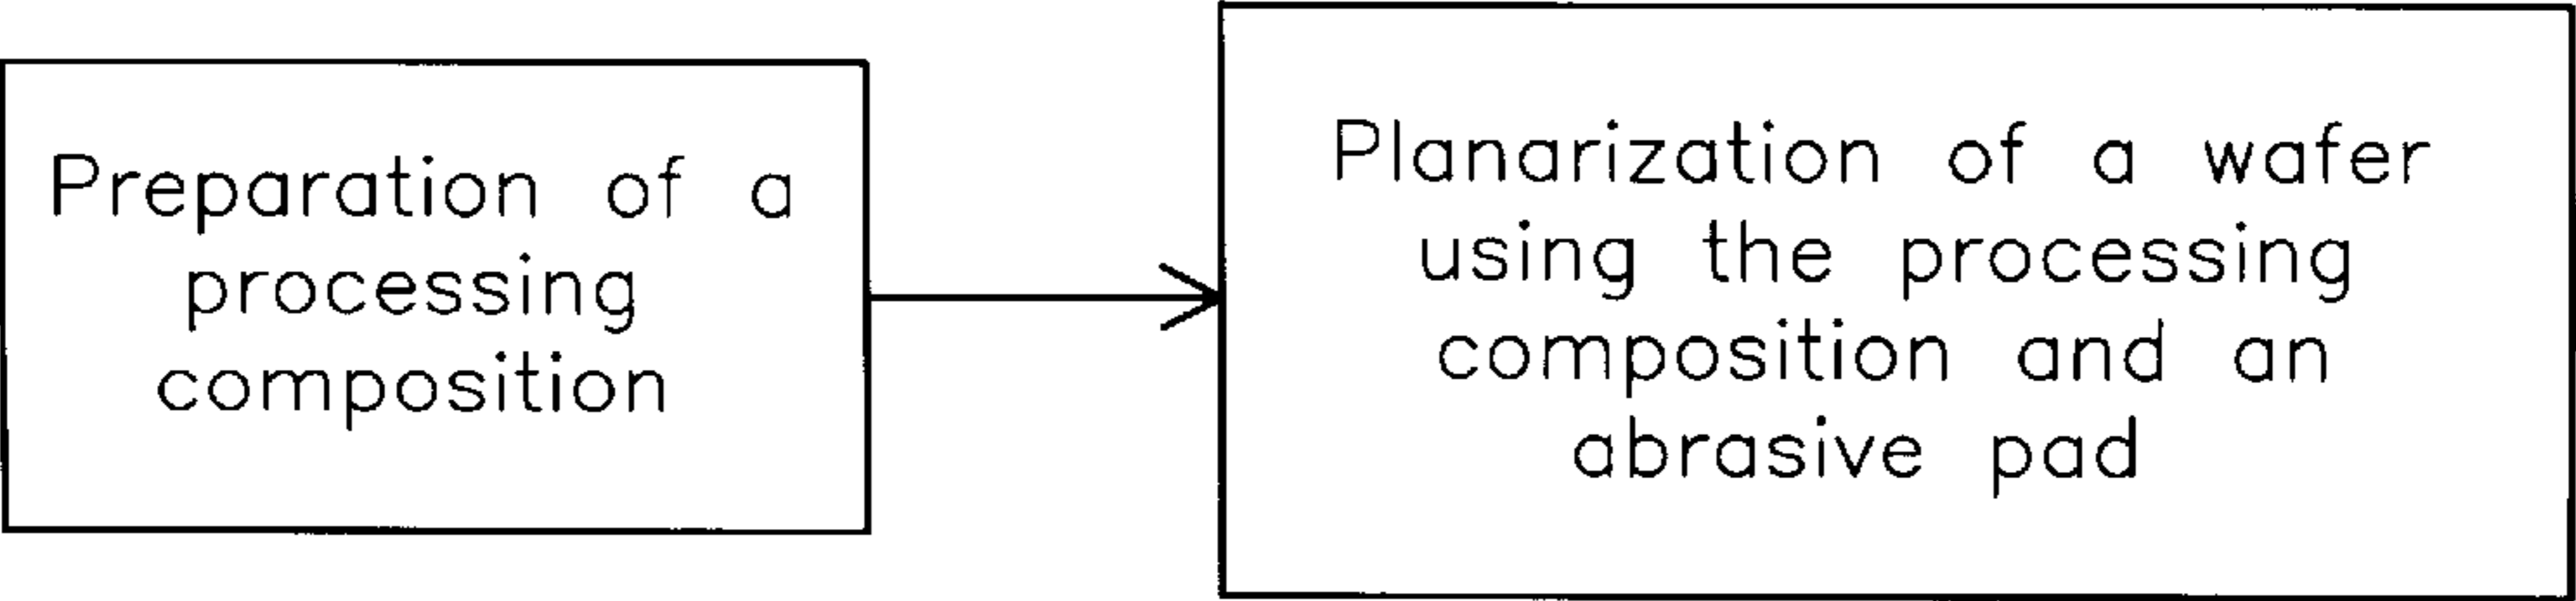 Preparation of a
processing
composition
Planarization of a wafer
using the processing
composition and an
abrasive pad